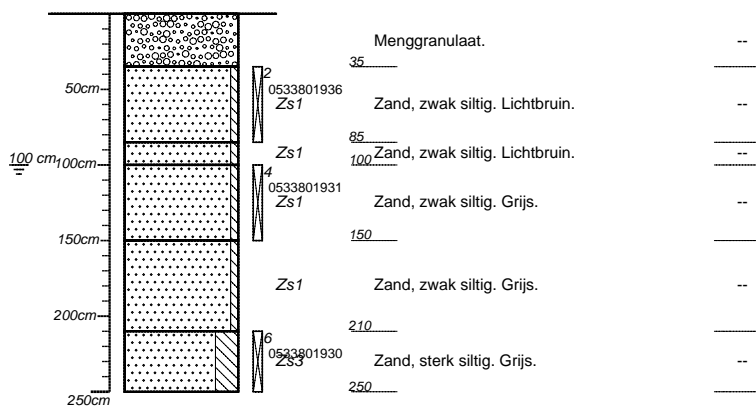 Menggranulaat. --
35
2
50cm 0533801936
Zs1 Zand, zwak siltig. Lichtbruin. --
85
Zs1 Zand, zwak siltig. Lichtbruin. --
100 cm 100cm 100
4
0533801931
Zs1 Zand, zwak siltig. Grijs. --
150cm 150
Zs1 Zand, zwak siltig. Grijs. --
200cm 210
6
0533801930
Zs3 Zand, sterk siltig. Grijs. --
250cm 250